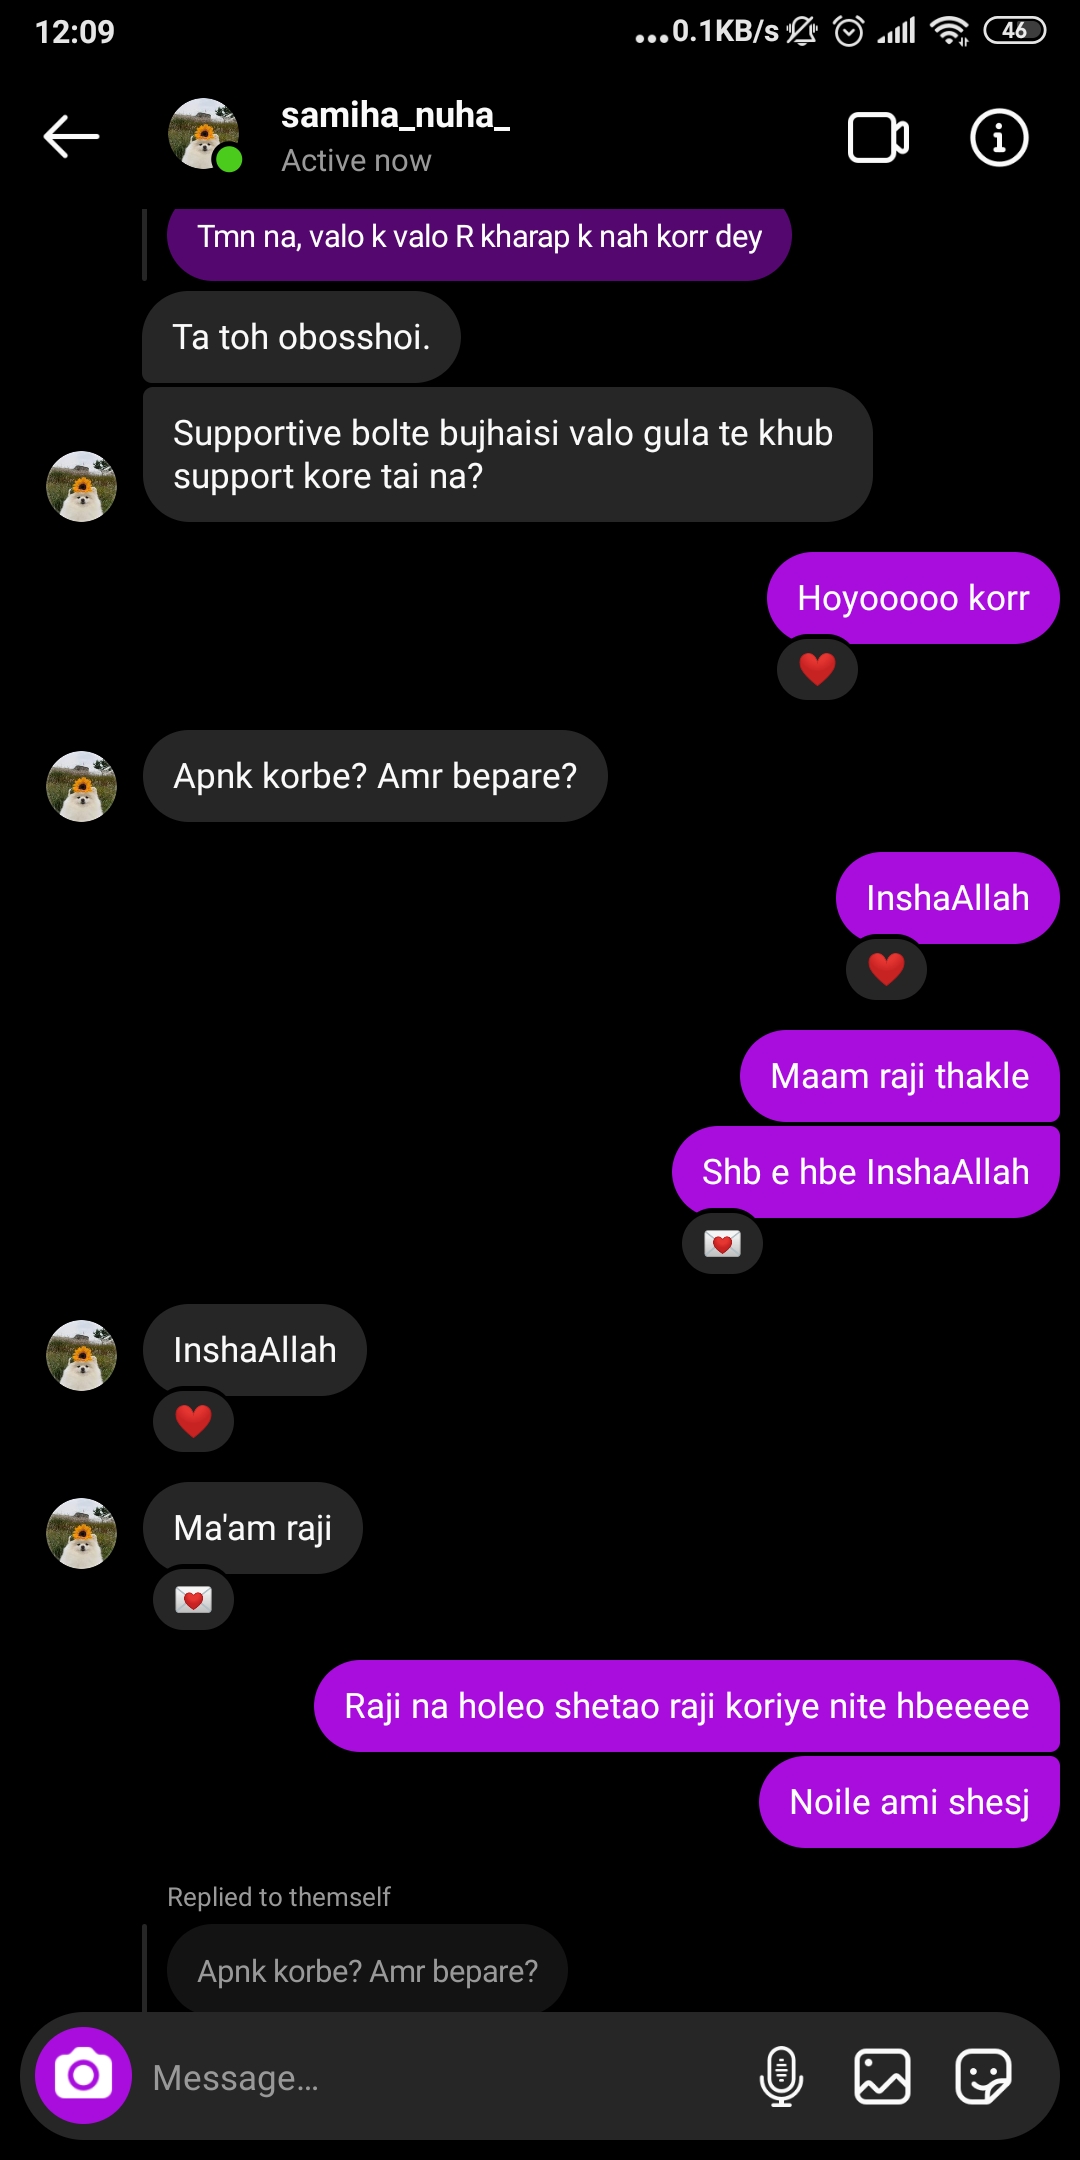 12:09
...0.1KB/s
46
samiha_nuha_
Active now
Tmn na, valo k valo R kharap k nah korr dey
Ta toh obosshoi.
Supportive bolte bujhaisi valo gula te khub
support kore tai na?
Hoyooooo korr
Apnk korbe? Amr bepare?
InshaAllah
Maam raji thakle
Shb e hbe InshaAllah
InshaAllah
Ma'am raji
Raji na holeo shetao raji koriye nite hbeeeee
Noile ami shesj
Replied to themself
Apnk korbe? Amr bepare?
Message...